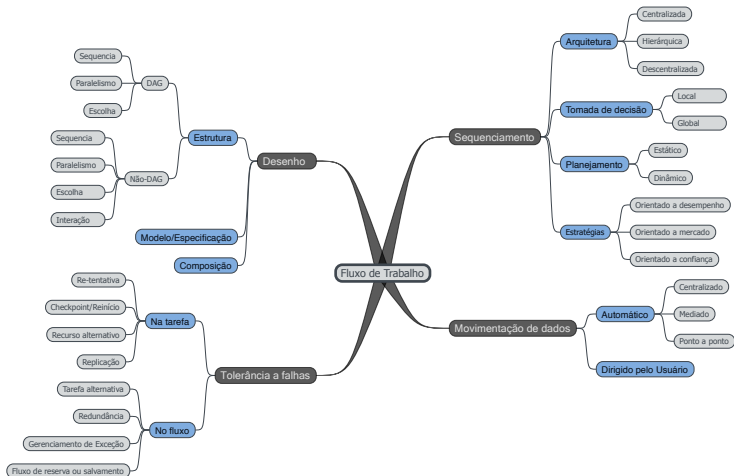 Fluxo de Trabalho
Desenho
Estrutura
DAG
Sequencia
Paralelismo
Escolha
Não-DAG
Sequencia
Paralelismo
Escolha
Interação
Modelo/Especificação
Composição
Tolerância a falhas
Na tarefa
Re-tentativa
Checkpoint/Reinício
Recurso alternativo
Replicação
No fluxo
Tarefa alternativa
Redundância
Gerenciamento de Exceção
Fluxo de reserva ou salvamento
Sequenciamento
Arquitetura
Centralizada
Hierárquica
Descentralizada
Tomada de decisão
Local
Global
Planejamento
Estático
Dinâmico
Estratégias
Orientado a desempenho
Orientado a mercado
Orientado a confiança
Movimentação de dados
Automático
Centralizado
Mediado
Ponto a ponto
Dirigido pelo Usuário